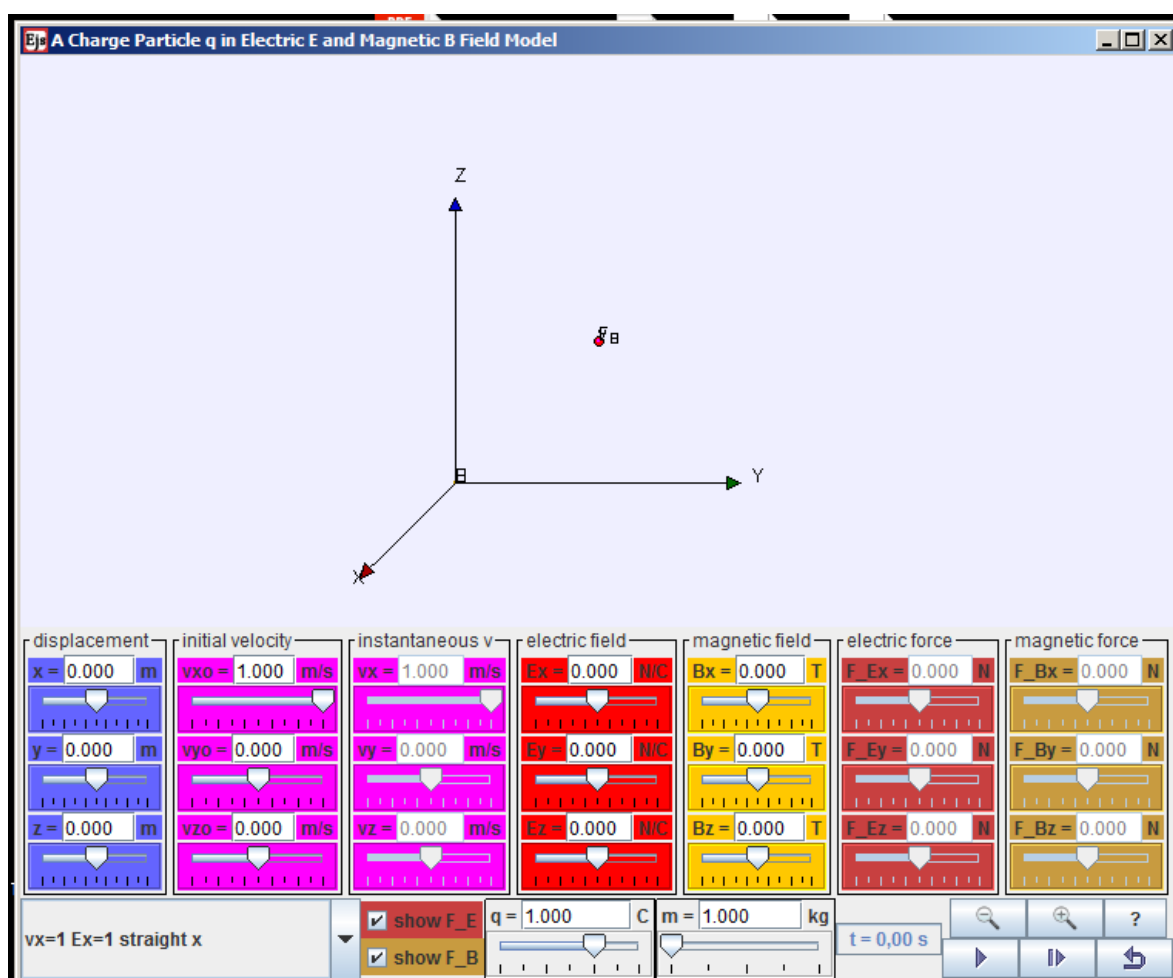 Ejs A Charge Particle q in Electric E and Magnetic B Field Model
Z
B
Y
X
displacement initial velocity instantaneous v electric field magnetic field electric force magnetic force
x = 0.000 m vxo = 1.000 m/s vx = 1.000 m/s Ex = 0.000 N/C Bx = 0.000 T F_Ex = 0.000 N F_Bx = 0.000 N
y = 0.000 m vyo = 0.000 m/s vy = 0.000 m/s Ey = 0.000 N/C By = 0.000 T F_Ey = 0.000 N F_By = 0.000 N
z = 0.000 m vzo = 0.000 m/s vz = 0.000 m/s Ez = 0.000 N/C Bz = 0.000 T F_Ez = 0.000 N F_Bz = 0.000 N
vx=1 Ex=1 straight x
show F_E
show F_B
q = 1.000 C m = 1.000 kg
t = 0,00 s
?